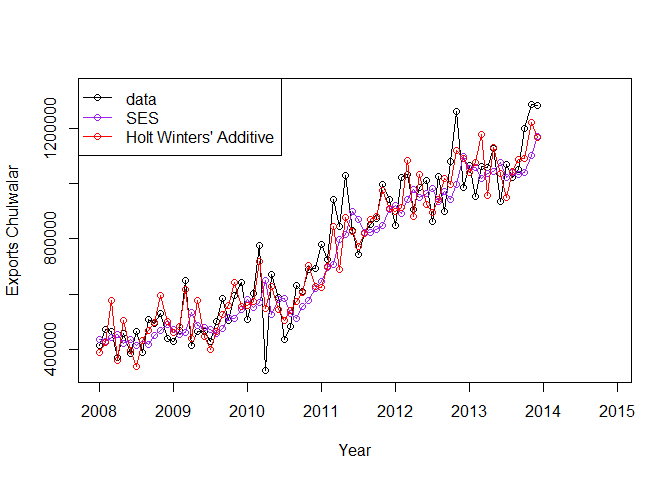 data
SES
Holt Winters' Additive
Exports Chulwalar
400000
800000
1200000
2008 2009 2010 2011 2012 2013 2014 2015
Year